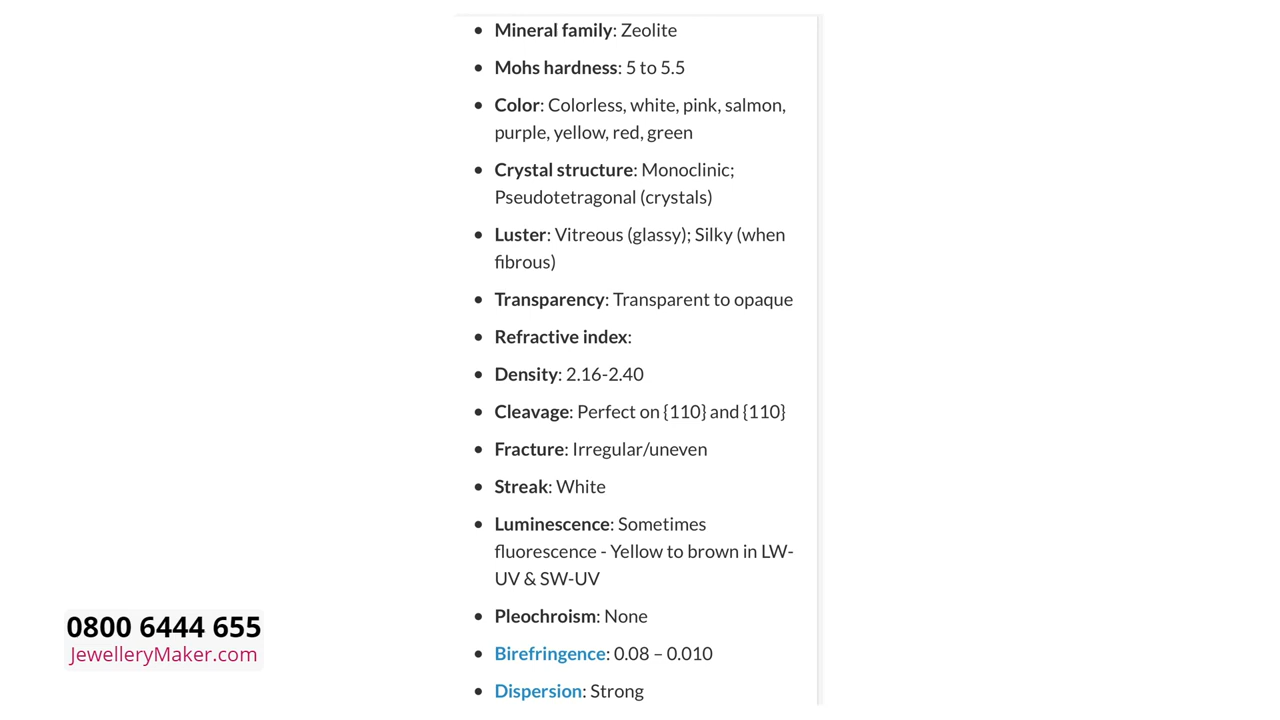 • Mineral family: Zeolite
• Mohs hardness: 5 to 5.5
• Color: Colorless, white, pink, salmon,
purple, yellow, red, green
• Crystal structure: Monoclinic;
Pseudotetragonal (crystals)
• Luster: Vitreous (glassy); Silky (when
fibrous)
• Transparency: Transparent to opaque
• Refractive index:
• Density: 2.16-2.40
• Cleavage: Perfect on {110} and {110}
• Fracture: Irregular/uneven
• Streak: White
• Luminescence: Sometimes
fluorescence - Yellow to brown in LW-
UV & SW-UV
• Pleochroism: None
• Birefringence: 0.08 – 0.010
• Dispersion: Strong
0800 6444 655
JewelleryMaker.com